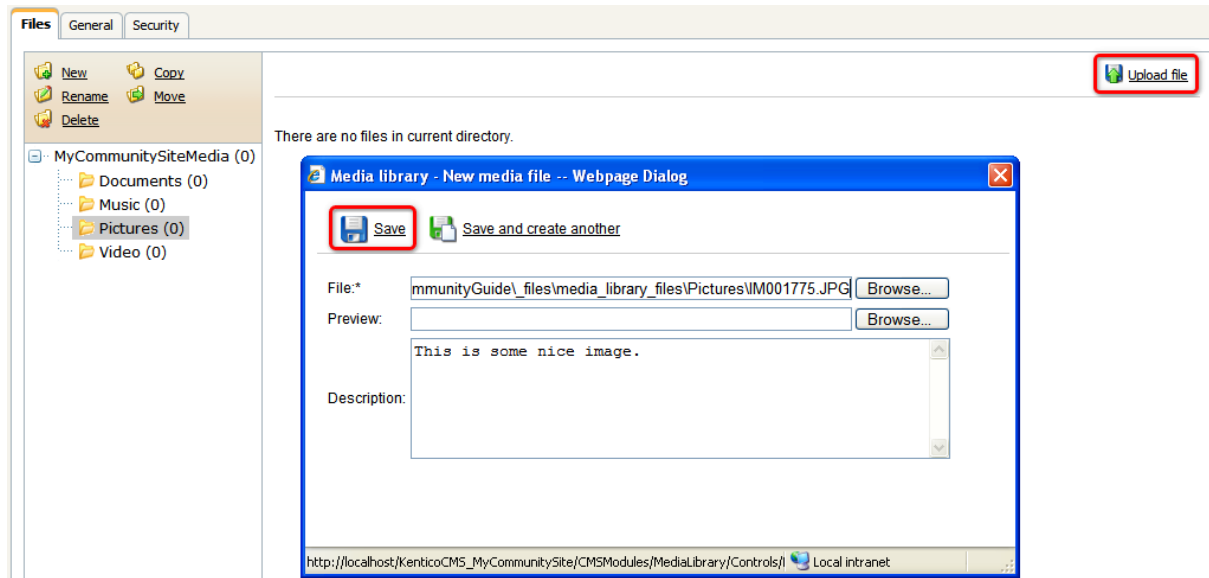 Files General Security
New Copy
Rename Move
Delete
Upload file
There are no files in current directory.
MyCommunitySiteMedia (0)
Documents (0)
Music (0)
Pictures (0)
Video (0)
Media library - New media file -- Webpage Dialog
Save Save and create another
File:* mmunityGuide\_files\media_library_files\Pictures\IM001775.JPG Browse...
Preview: Browse...
This is some nice image.
Description:
http://localhost/KenticoCMS_MyCommunitySite/CMSModules/MediaLibrary/Controls/I Local intranet